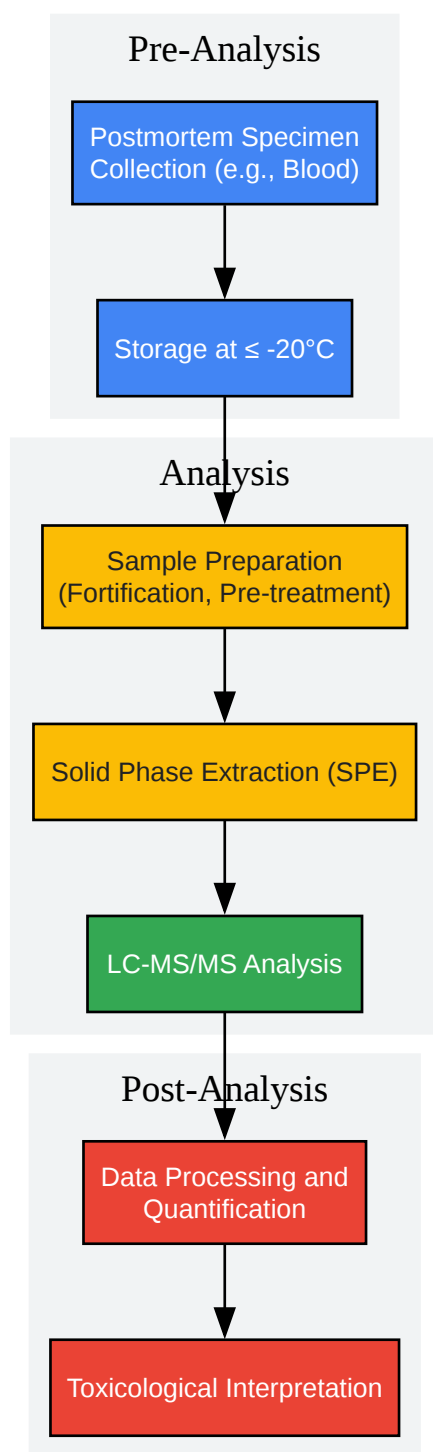 Pre-Analysis
Postmortem Specimen
Collection (e.g., Blood)
Storage at ≤ -20°C
Analysis
Sample Preparation
(Fortification, Pre-treatment)
Solid Phase Extraction (SPE)
LC-MS/MS Analysis
Post-Analysis
Data Processing and
Quantification
Toxicological Interpretation